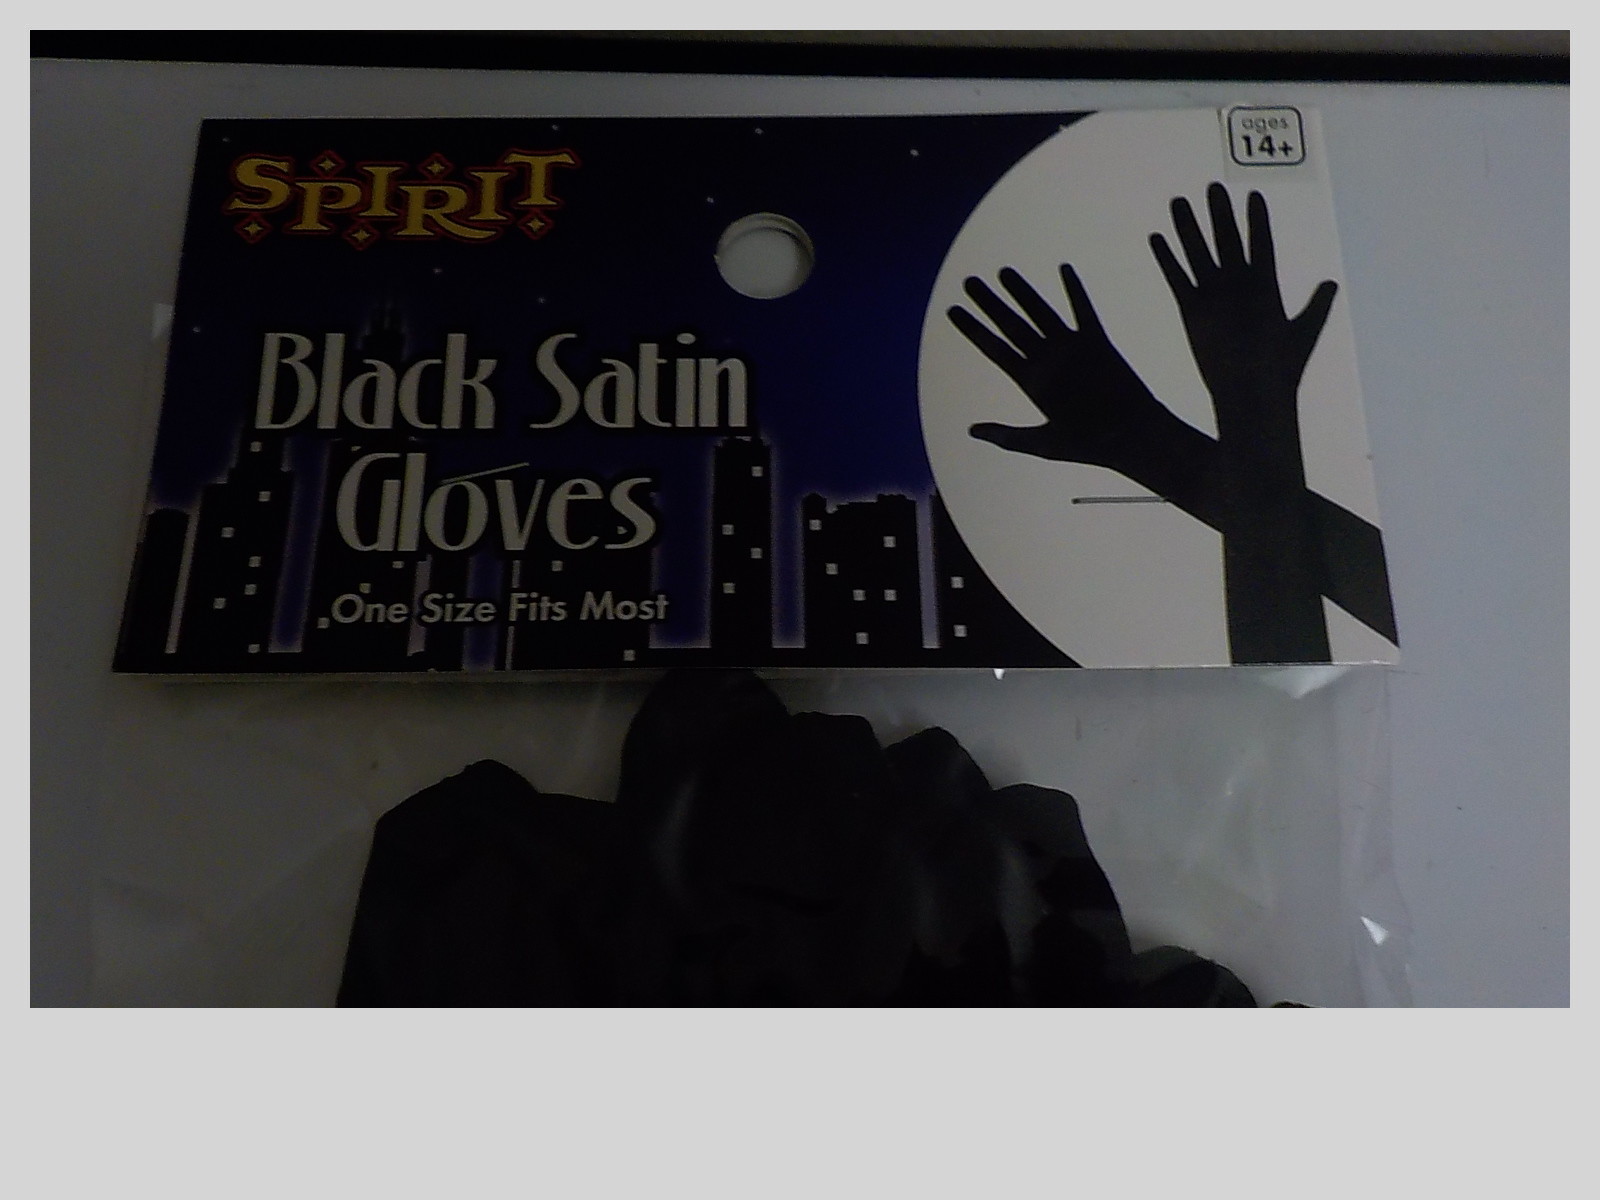 SPIRIT
ages
14+
Black Satin
Gloves
One Size Fits Most